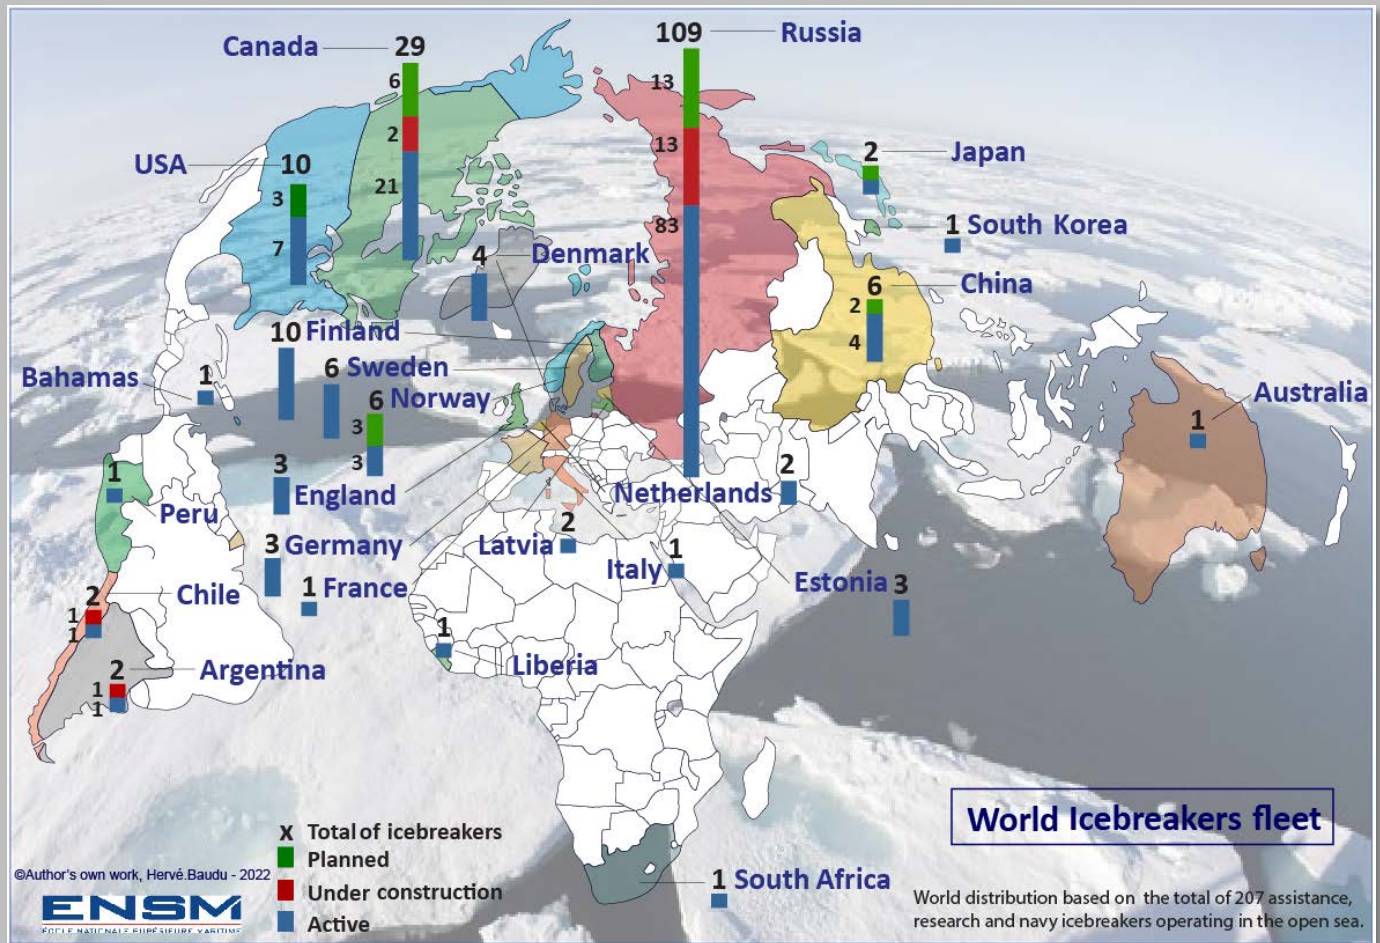 Canada
29
6
2
21
109
Russia
13
13
83
USA
10
3
7
2
Japan
1 South Korea
4
Denmark
China
6
2
4
10 Finland
6 Sweden
Norway
6
3
3
Bahamas
1
Australia
1
1
Peru
3
England
Netherlands
2
2
Latvia
3 Germany
Italy
1
1 France
Estonia 3
2
Chile
1
1
1
Liberia
2
Argentina
1
1
World Icebreakers fleet
X Total of icebreakers
Planned
Under construction
Active
©Author's own work, Hervé.Baudu - 2022
ENSM
ÉCOLE NATIONALE SUPÉRIEURE MARITIME
1 South Africa
World distribution based on the total of 207 assistance,
research and navy icebreakers operating in the open sea.